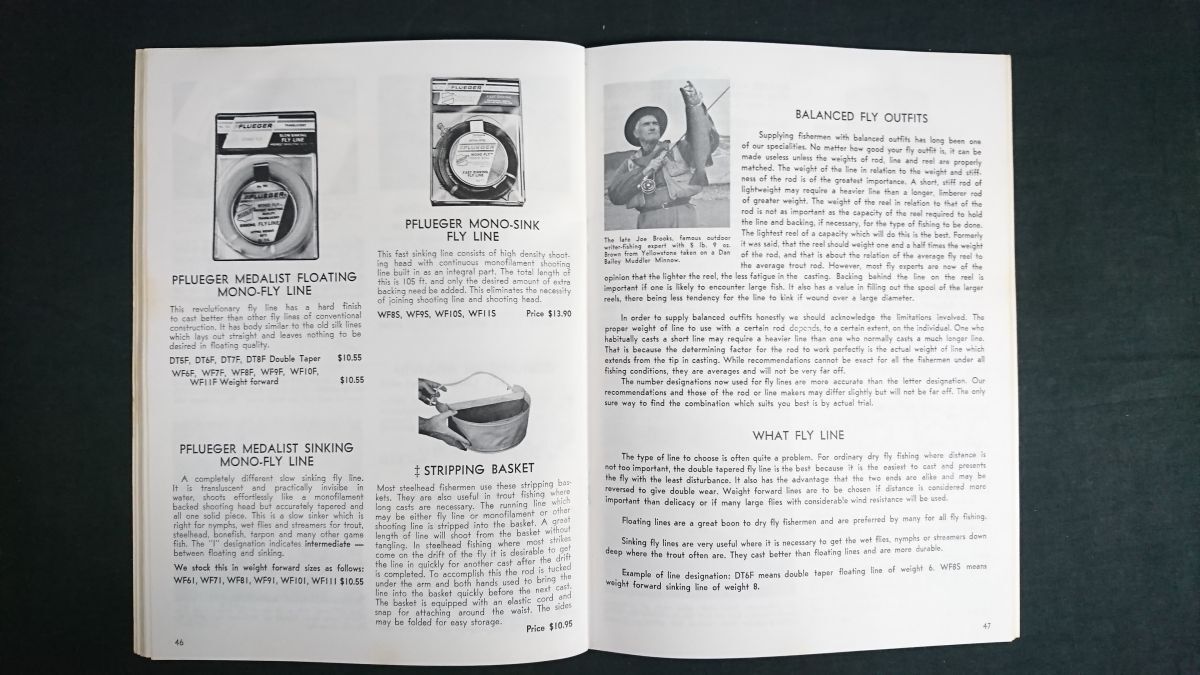 PFLUEGER
SLOW SINKING
FLY LINE
PFLUEGER
MONO-FLY
SINKING FLY LINE
PFLUEGER MEDALIST FLOATING
MONO-FLY LINE
This revolutionary fly line has a hard finish
to cast better than other fly lines of conventional
construction. It has body similar to the old silk lines
which lays out straight and leaves nothing to be
desired in floating quality.
DT5F, DT6F, DT7F, DT8F Double Taper $10.55
WF6F, WF7F, WF8F, WF9F, WF10F,
WF11F Weight forward $10.55
PFLUEGER MEDALIST SINKING
MONO-FLY LINE
A completely different slow sinking fly line.
It is transluscent and practically invisibe in
water, shoots effortlessly like a monofilament
backed shooting head but accurately tapered and
all one solid piece. This is a slow sinker which is
right for nymphs, wet flies and streamers for trout,
steelhead, bonefish, tarpon and many other game
fish. The "I" designation indicates intermediate —
between floating and sinking.
We stock this in weight forward sizes as follows:
WF6I, WF7I, WF8I, WF9I, WF10I, WF11I $10.55
46
PFLUEGER
PFLUEGER
MONO-FLY
FAST SINKING
FLY LINE
PFLUEGER MONO-SINK
FLY LINE
This fast sinking line consists of high density shoot-
ing head with continuous monofilament shooting
line built in as an integral part. The total length of
this is 105 ft. and only the desired amount of extra
backing need be added. This eliminates the necessity
of joining shooting line and shooting head.
WF8S, WF9S, WF10S, WF11S Price $13.90
‡ STRIPPING BASKET
Most steelhead fishermen use these stripping bas-
kets. They are also useful in trout fishing where
long casts are necessary. The running line which
may be either fly line or monofilament or other
shooting line is stripped into the basket. A great
length of line will shoot from the basket without
tangling. In steelhead fishing where most strikes
come on the drift of the fly it is desirable to get
the line in quickly for another cast after the drift
is completed. To accomplish this the rod is tucked
under the arm and both hands used to bring the
line into the basket quickly before the next cast.
The basket is equipped with an elastic cord and
snap for attaching around the waist. The sides
may be folded for easy storage.
Price $10.95
The late Joe Brooks, famous outdoor
writer-fishing expert with 5 lb. 9 oz.
Brown from Yellowstone taken on a Dan
Bailey Muddler Minnow.
BALANCED FLY OUTFITS
Supplying fishermen with balanced outfits has long been one
of our specialities. No matter how good your fly outfit is, it can be
made useless unless the weights of rod, line and reel are properly
matched. The weight of the line in relation to the weight and stiff-
ness of the rod is of the greatest importance. A short, stiff rod of
lightweight may require a heavier line than a longer, limberer rod
of greater weight. The weight of the reel in relation to that of the
rod is not as important as the capacity of the reel required to hold
the line and backing, if necessary, for the type of fishing to be done.
The lightest reel of a capacity which will do this is the best. Formerly
it was said, that the reel should weight one and a half times the weight
of the rod, and that is about the relation of the average fly reel to
the average trout rod. However, most fly experts are now of the
opinion that the lighter the reel, the less fatigue in the casting. Backing behind the line on the reel is
important if one is likely to encounter large fish. It also has a value in filling out the spool of the larger
reels, there being less tendency for the line to kink if wound over a large diameter.
In order to supply balanced outfits honestly we should acknowledge the limitations involved. The
proper weight of line to use with a certain rod depends, to a certain extent, on the individual. One who
habitually casts a short line may require a heavier line than one who normally casts a much longer line.
That is because the determining factor for the rod to work perfectly is the actual weight of line which
extends from the tip in casting. While recommendations cannot be exact for all the fishermen under all
fishing conditions, they are averages and will not be very far off.
The number designations now used for fly lines are more accurate than the letter designation. Our
recommendations and those of the rod or line makers may differ slightly but will not be far off. The only
sure way to find the combination which suits you best is by actual trial.
WHAT FLY LINE
The type of line to choose is often quite a problem. For ordinary dry fly fishing where distance is
not too important, the double tapered fly line is the best because it is the easiest to cast and presents
the fly with the least disturbance. It also has the advantage that the two ends are alike and may be
reversed to give double wear. Weight forward lines are to be chosen if distance is considered more
important than delicacy or if many large flies with considerable wind resistance will be used.
Floating lines are a great boon to dry fly fishermen and are preferred by many for all fly fishing.
Sinking fly lines are very useful where it is necessary to get the wet flies, nymphs or streamers down
deep where the trout often are. They cast better than floating lines and are more durable.
Example of line designation: DT6F means double taper floating line of weight 6. WF8S means
weight forward sinking line of weight 8.
47